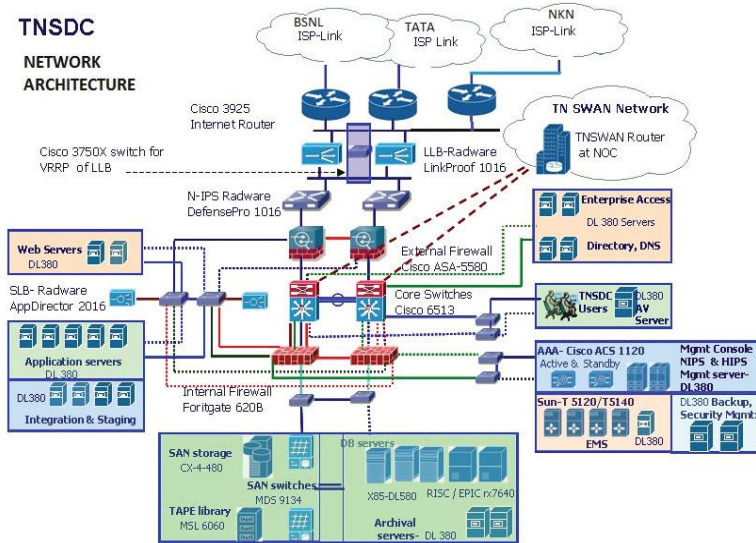 TNSDC
NETWORK
ARCHITECTURE
BSNL
ISP-Link
TATA
ISP Link
NKN
ISP-Link
Cisco 3925
Internet Router
TN SWAN Network
TNSWAN Router
at NOC
Cisco 3750X switch for
VRRP of LLB
LLB-Radware
LinkProof 1016
N-IPS Radware
DefensePro 1016
Enterprise Access
DL 380 Servers
Directory, DNS
Web Servers
DL380
External Firewall
Cisco ASA-5580
SLB- Radware
AppDirector 2016
Core Switches
Cisco 6513
TNSDC
Users
DL380
AV
Server
Application servers
DL 380
DL380
Integration & Staging
AAA- Cisco ACS 1120
Active & Standby
Mgmt Console
NIPS & HIPS
Mgmt server-
DL380
Internal Firewall
Foritgate 620B
Sun-T 5120/T5140
DL380
EMS
DL380 Backup,
Security Mgmt
SAN storage
CX-4-480
SAN switches
MDS 9134
TAPE library
MSL 6060
DB servers
X85-DL580
RISC / EPIC rx7640
Archival
servers- DL 380